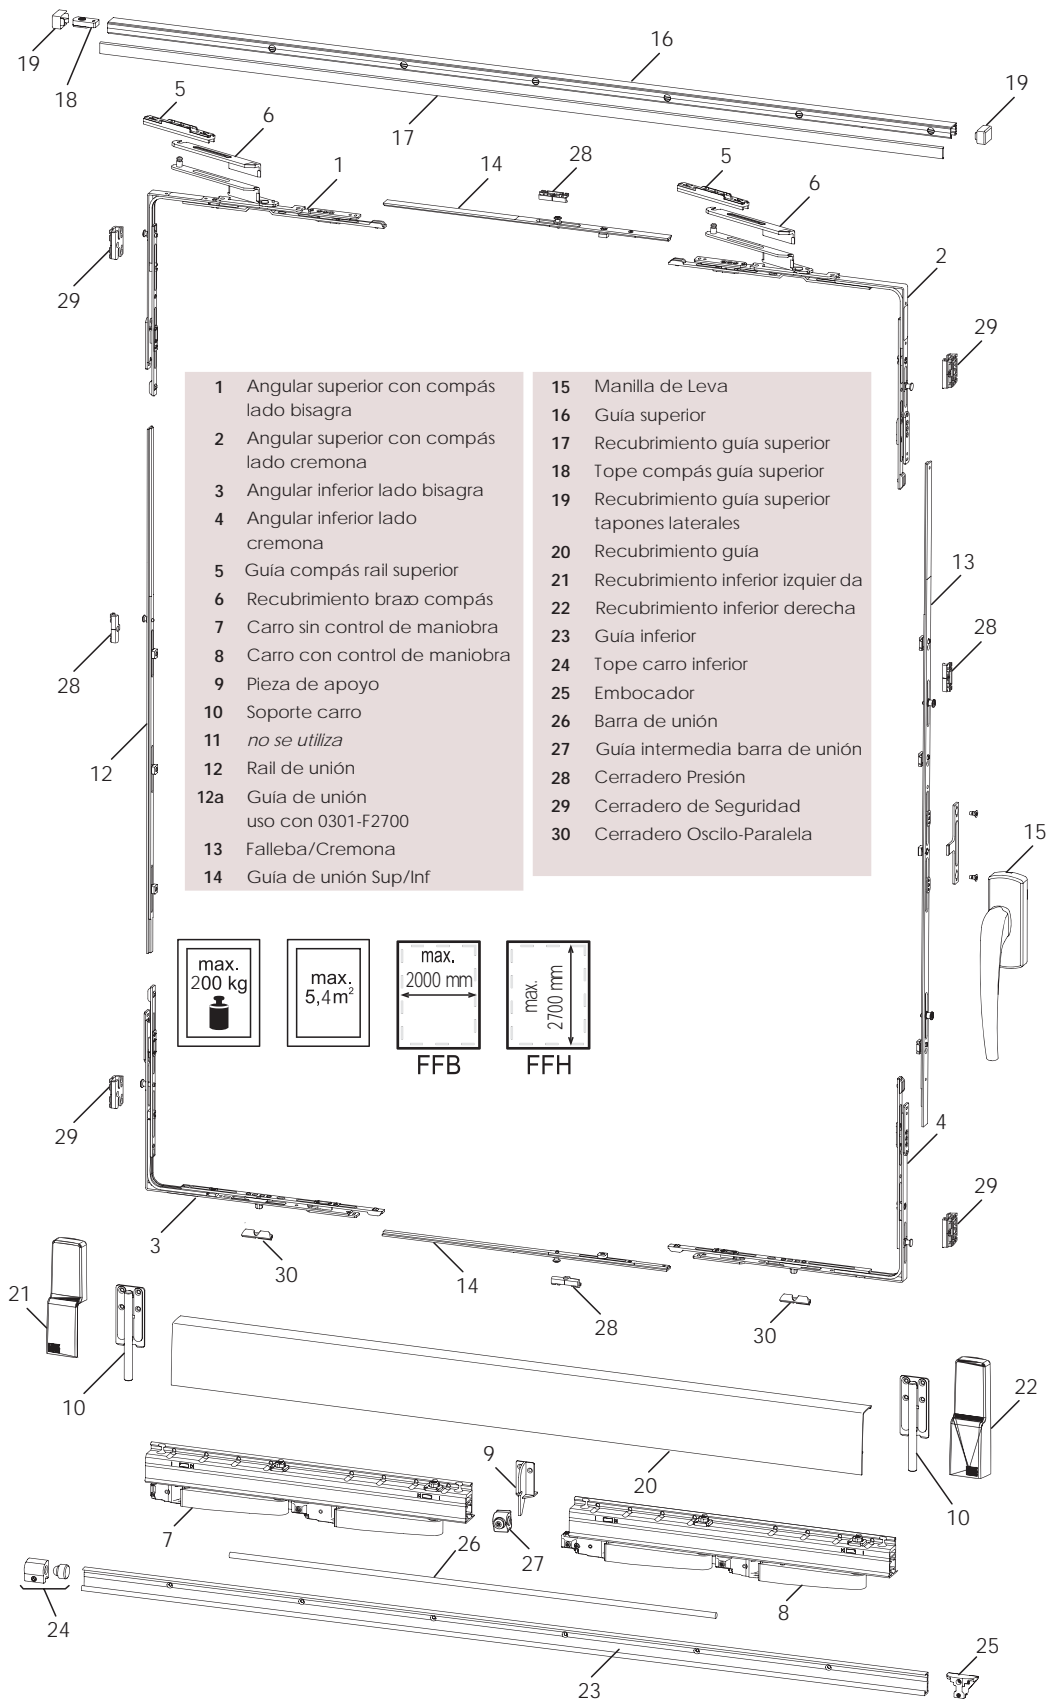 19
18
16
17
19
5
6
1
14
28
5
6
2
29
29
1 Angular superior con compás
lado bisagra
2 Angular superior con compás
lado cremona
3 Angular inferior lado bisagra
4 Angular inferior lado
cremona
5 Guía compás rail superior
6 Recubrimiento brazo compás
7 Carro sin control de maniobra
8 Carro con control de maniobra
9 Pieza de apoyo
10 Soporte carro
11 no se utiliza
12 Rail de unión
12a Guía de unión
uso con 0301-F2700
13 Falleba/Cremona
14 Guía de unión Sup/Inf
15 Manilla de Leva
16 Guía superior
17 Recubrimiento guía superior
18 Tope compás guía superior
19 Recubrimiento guía superior
tapones laterales
20 Recubrimiento guía
21 Recubrimiento inferior izquier da
22 Recubrimiento inferior derecha
23 Guía inferior
24 Tope carro inferior
25 Embocador
26 Barra de unión
27 Guía intermedia barra de unión
28 Cerradero Presión
29 Cerradero de Seguridad
30 Cerradero Oscilo-Paralela
13
28
28
12
15
max.
200 kg
max.
5,4m²
max.
2000 mm
FFB
max.
2700 mm
FFH
29
4
29
3
30
14
28
30
21
10
22
10
20
9
7
26
27
8
24
23
25